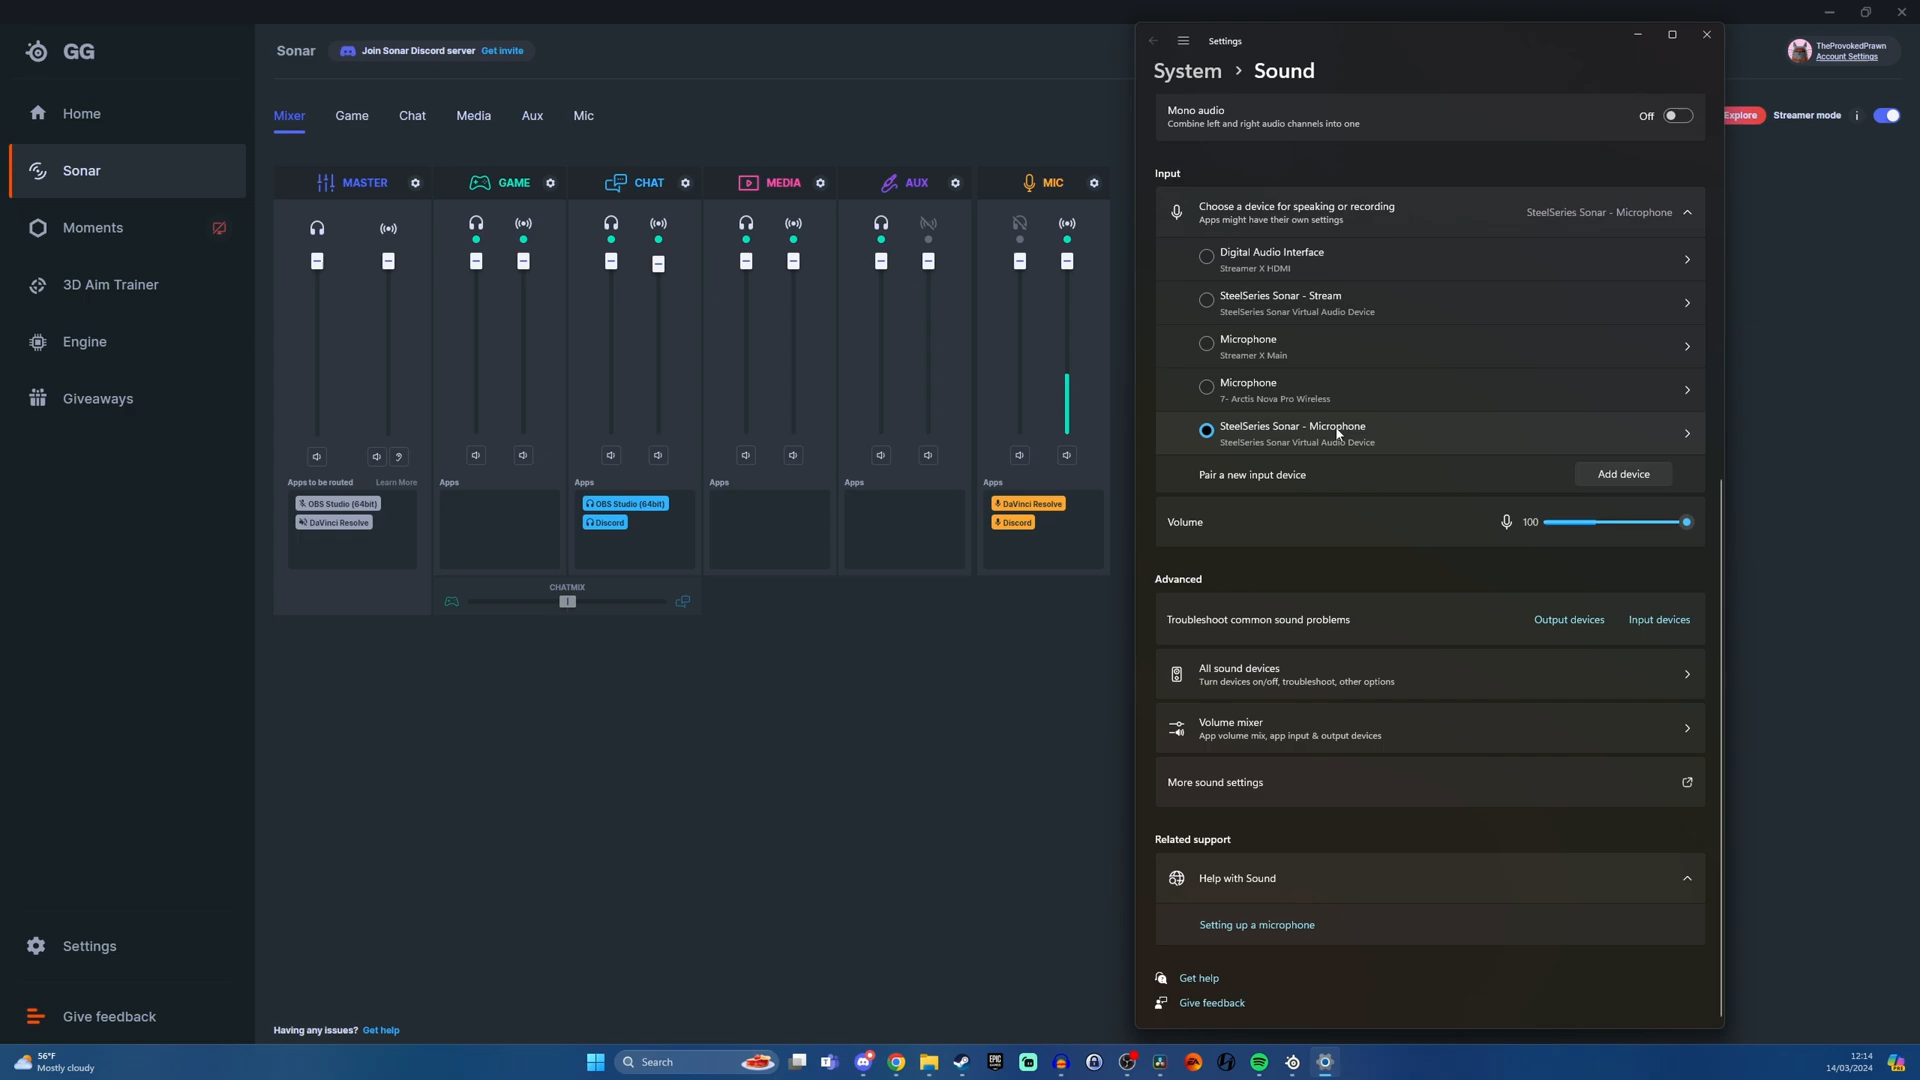 GG
Home
Sonar
Moments
3D Aim Trainer
Engine
Giveaways
Settings
Give feedback
Sonar
Join Sonar Discord server Get invite
Mixer
Game
Chat
Media
Aux
Mic
MASTER
GAME
CHAT
MEDIA
AUX
MIC
Apps to be routed Learn More
OBS Studio (64bit)
DaVinci Resolve
Apps
Apps
OBS Studio (64bit)
Discord
Apps
Apps
Apps
DaVinci Resolve
Discord
CHATMIX
Having any issues? Get help
TheProvokedPrawn
Account Settings
Explore
Streamer mode
Settings
System > Sound
Mono audio
Combine left and right audio channels into one
Off
Input
Choose a device for speaking or recording
Apps might have their own settings
SteelSeries Sonar - Microphone
Digital Audio Interface
Streamer X HDMI
SteelSeries Sonar - Stream
SteelSeries Sonar Virtual Audio Device
Microphone
Streamer X Main
Microphone
7- Arctis Nova Pro Wireless
SteelSeries Sonar - Microphone
SteelSeries Sonar Virtual Audio Device
Pair a new input device
Add device
Volume
100
Advanced
Troubleshoot common sound problems
Output devices
Input devices
All sound devices
Turn devices on/off, troubleshoot, other options
Volume mixer
App volume mix, app input & output devices
More sound settings
Related support
Help with Sound
Setting up a microphone
Get help
Give feedback
56°F
Mostly cloudy
Search
12:14
14/03/2024